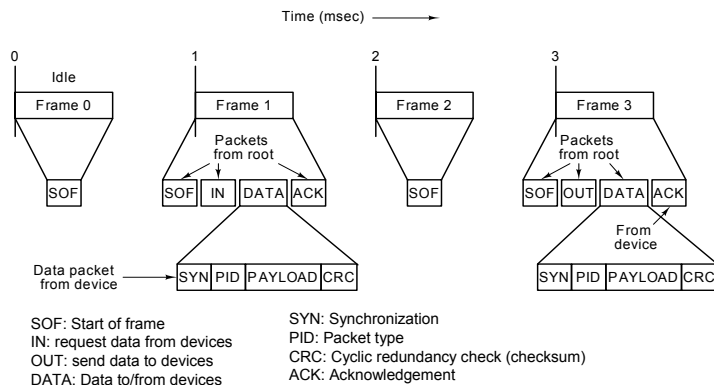 Time (msec)
0 1 2 3
Idle
Frame 0 Frame 1 Frame 2 Frame 3
Packets from root
Packets from root
SOF SOF IN DATA ACK SOF SOF OUT DATA ACK
From device
Data packet from device
SYN PID PAYLOAD CRC SYN PID PAYLOAD CRC
SOF: Start of frame
IN: request data from devices
OUT: send data to devices
DATA: Data to/from devices
SYN: Synchronization
PID: Packet type
CRC: Cyclic redundancy check (checksum)
ACK: Acknowledgement